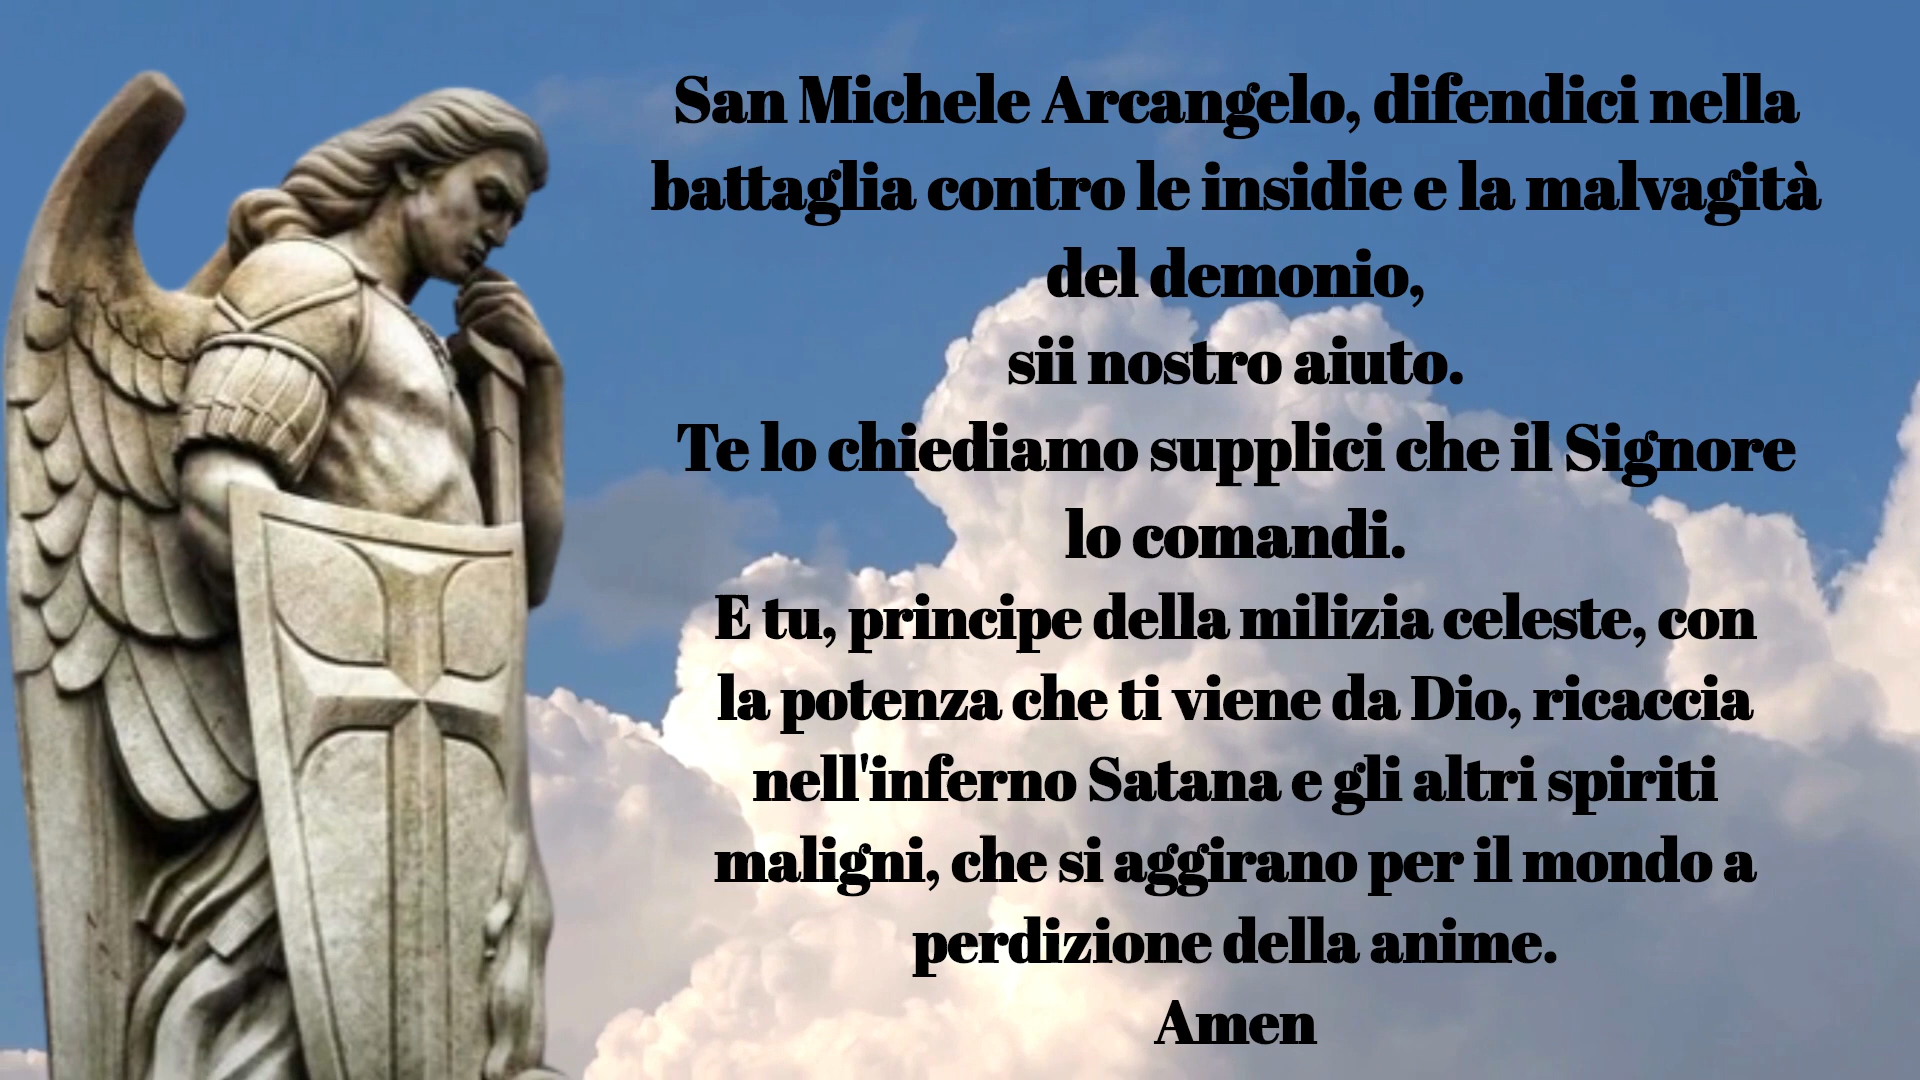 San Michele Arcangelo, difendici nella
battaglia contro le insidie e la malvagità
del demonio,
sii nostro aiuto.
Te lo chiediamo supplici che il Signore
lo comandi.
E tu, principe della milizia celeste, con
la potenza che ti viene da Dio, ricaccia
nell'inferno Satana e gli altri spiriti
maligni, che si aggirano per il mondo a
perdizione della anime.
Amen